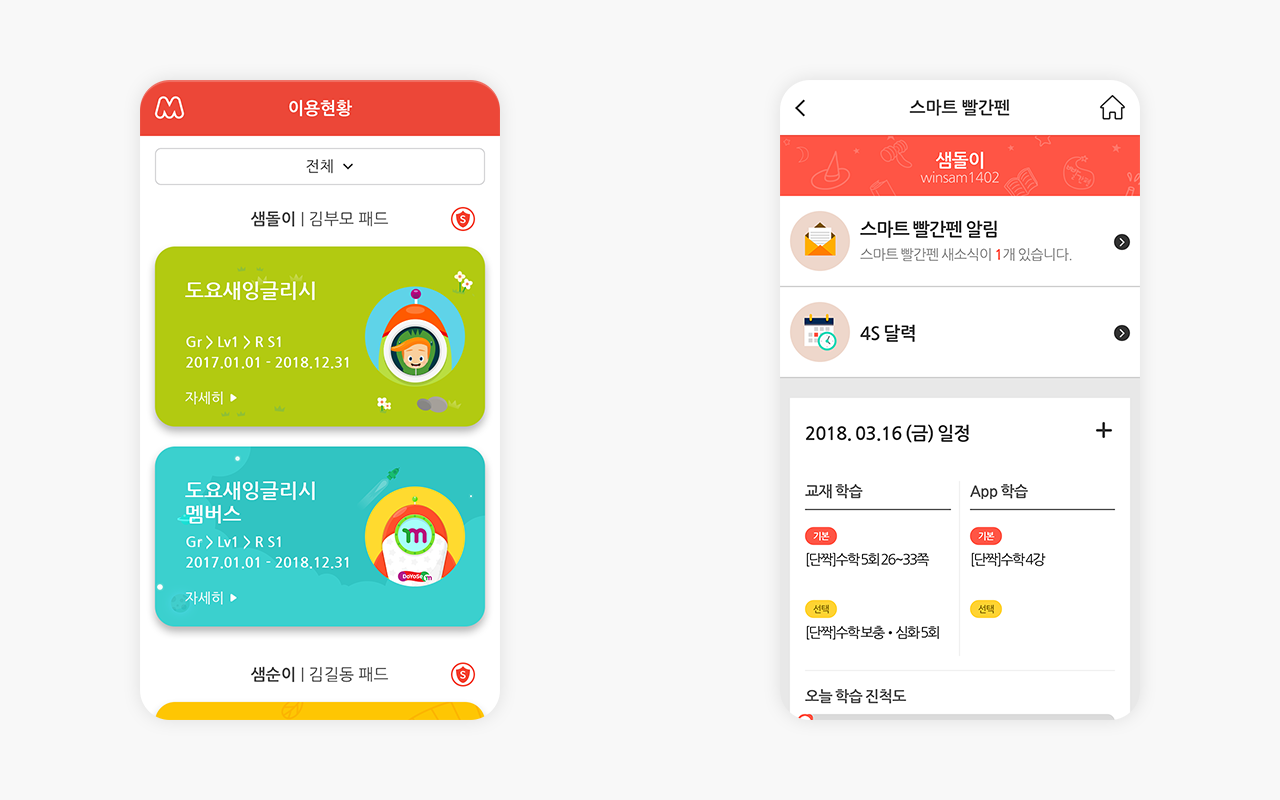 이용현황
전체
샘돌이 | 김부모 패드
도요새잉글리시
Gr > Lv1 > R S1
2017.01.01 - 2018.12.31
자세히
도요새잉글리시
멤버스
Gr > Lv1 > R S1
2017.01.01 - 2018.12.31
자세히
m
DoYoSae m
샘순이 | 김길동 패드
스마트 빨간펜
샘돌이
winsam1402
스마트 빨간펜 알림
스마트 빨간펜 새소식이 1개 있습니다.
4S 달력
2018. 03.16 (금) 일정
교재 학습
기본
[단짝]수학 5회 26~33쪽
선택
[단짝]수학 보충 • 심화 5회
App 학습
기본
[단짝]수학 4강
선택
오늘 학습 진척도